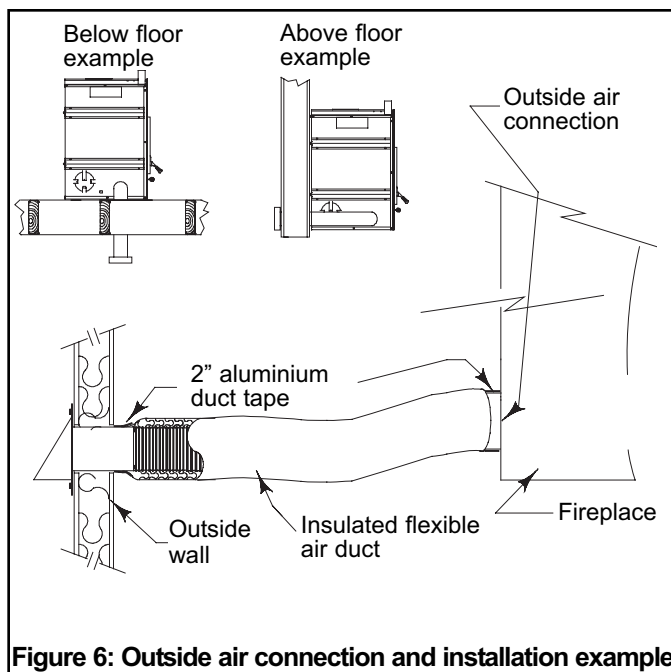 Below floor
example
Above floor
example
Outside air
connection
2” aluminium
duct tape
Outside
wall
Insulated flexible
air duct
Fireplace
Figure 6: Outside air connection and installation example